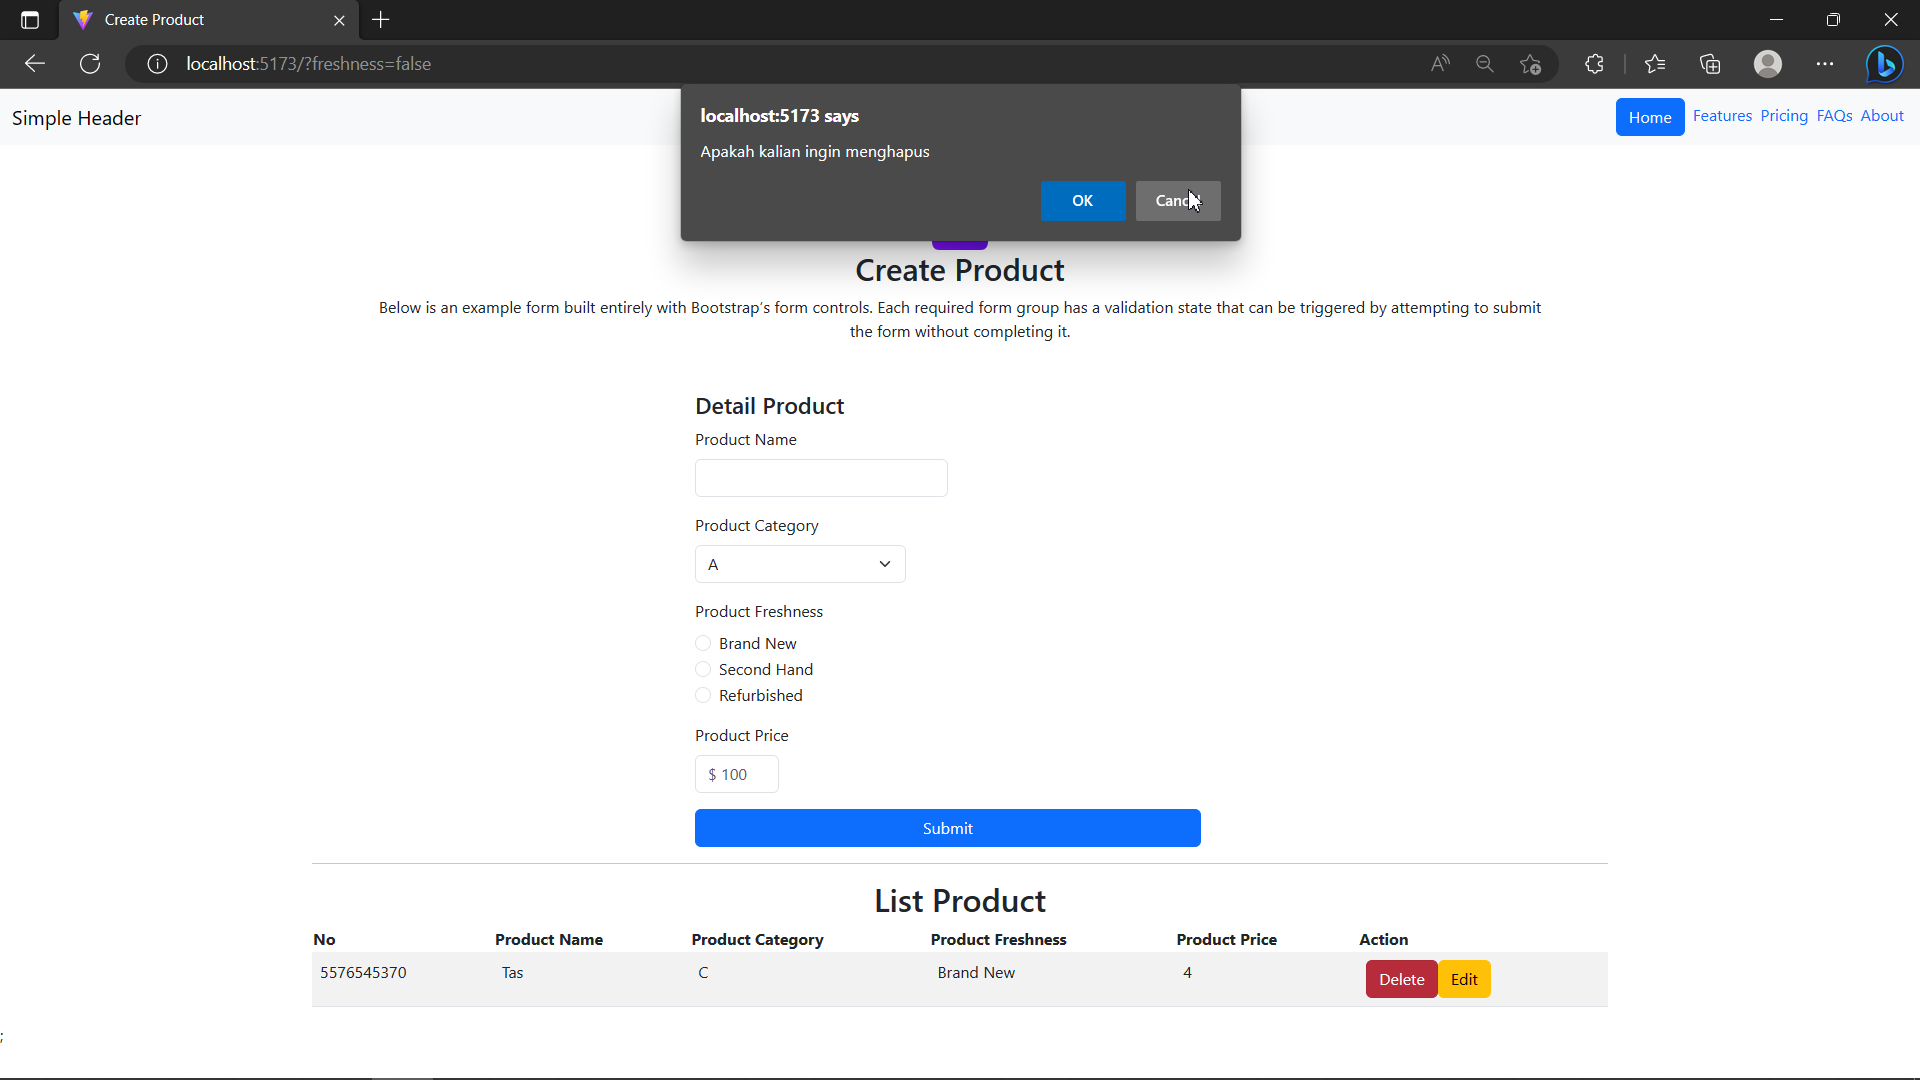 Create Product
localhost:5173/?freshness=false
Simple Header
Home Features Pricing FAQs About
localhost:5173 says
Apakah kalian ingin menghapus
OK
Create Product
Below is an example form built entirely with Bootstrap's form controls. Each required form group has a validation state that can be triggered by attempting to submit
the form without completing it.
Detail Product
Product Name
Product Category
A
Product Freshness
Brand New
Second Hand
Refurbished
Product Price
$ 100
Submit
List Product
No Product Name Product Category Product Freshness Product Price Action
5576545370 Tas C Brand New 4 Delete Edit
;